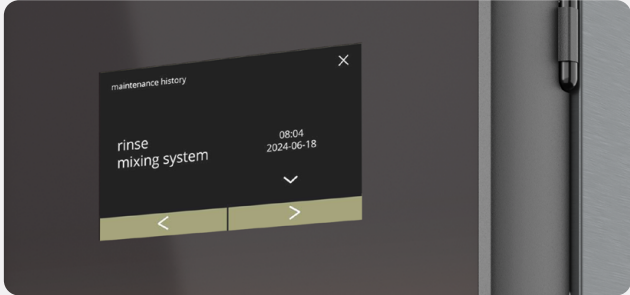 maintenance history
rinse
mixing system
08:04
2024-06-18